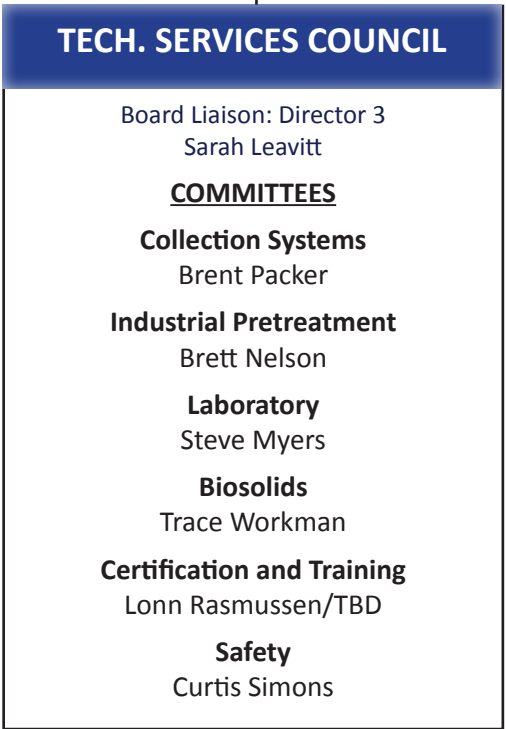 TECH. SERVICES COUNCIL
Board Liaison: Director 3
Sarah Leavitt
COMMITTEES
Collection Systems
Brent Packer
Industrial Pretreatment
Brett Nelson
Laboratory
Steve Myers
Biosolids
Trace Workman
Certification and Training
Lonn Rasmussen/TBD
Safety
Curtis Simons